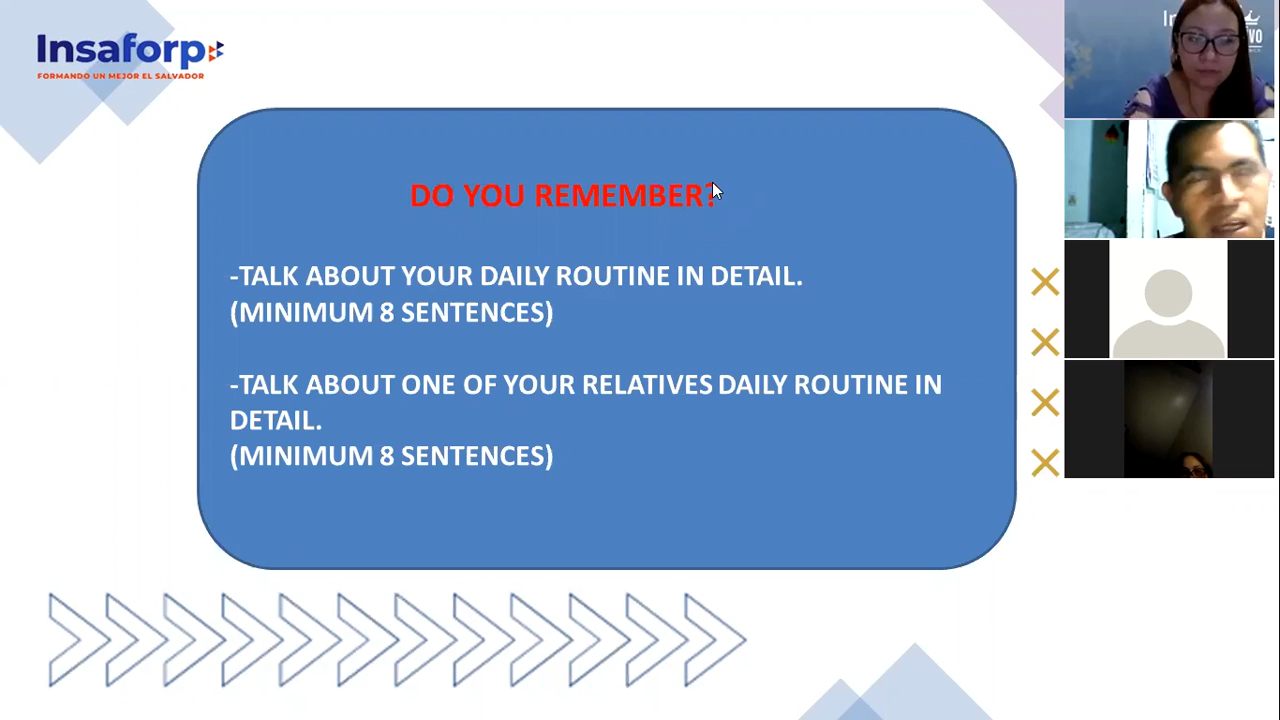 Insaforp
FORMANDO UN MEJOR EL SALVADOR
DO YOU REMEMBER?
-TALK ABOUT YOUR DAILY ROUTINE IN DETAIL.
(MINIMUM 8 SENTENCES)
-TALK ABOUT ONE OF YOUR RELATIVES DAILY ROUTINE IN
DETAIL.
(MINIMUM 8 SENTENCES)